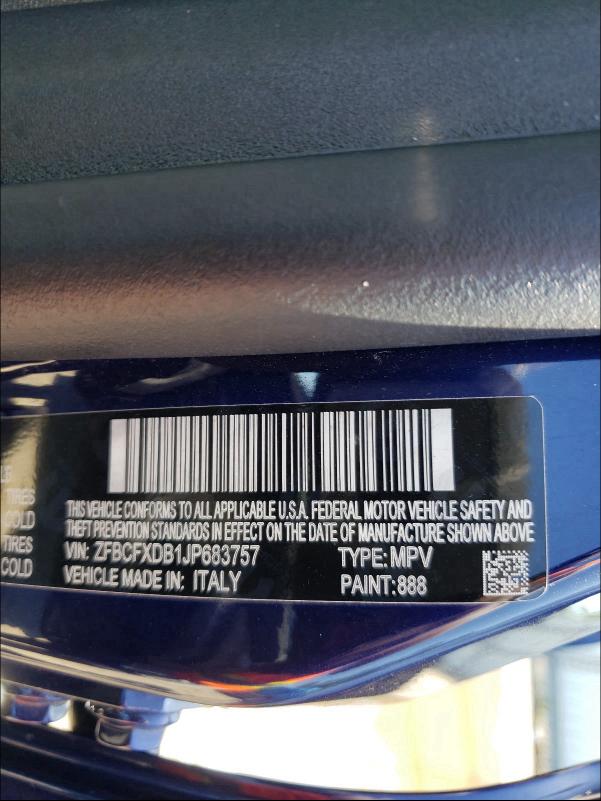 TIRES
COLD
TIRES
COLD
THIS VEHICLE CONFORMS TO ALL APPLICABLE U.S.A. FEDERAL MOTOR VEHICLE SAFETY AND
THEFT PREVENTION STANDARDS IN EFFECT ON THE DATE OF MANUFACTURE SHOWN ABOVE
VIN: ZFBCFXDB1JP683757 TYPE: MPV
VEHICLE MADE IN: ITALY PAINT: 888